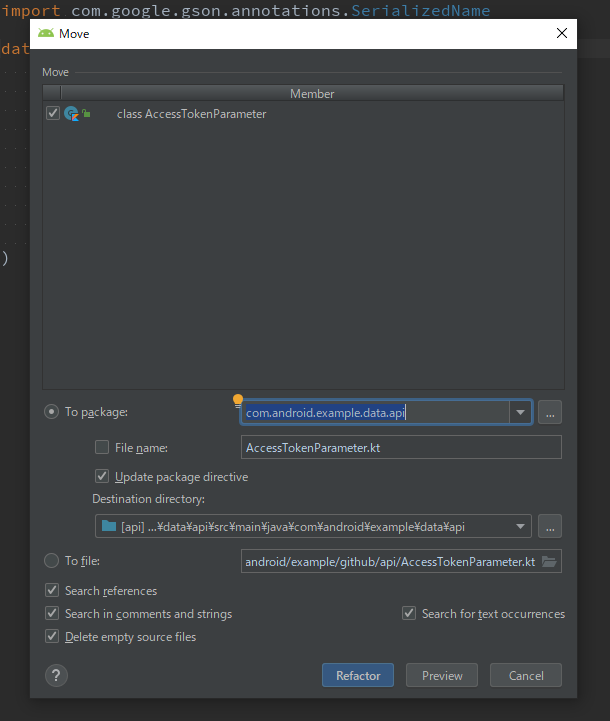 import com.google.gson.annotations.SerializedName
Move
dat
Move
Member
class AccessTokenParameter
)
To package:
com.android.example.data.api
...
File name:
AccessTokenParameter.kt
Update package directive
Destination directory:
[api] ...¥data¥api¥src¥main¥java¥com¥android¥example¥data¥api
...
To file:
android/example/github/api/AccessTokenParameter.kt
Search references
Search in comments and strings
Search for text occurrences
Delete empty source files
?
Refactor
Preview
Cancel